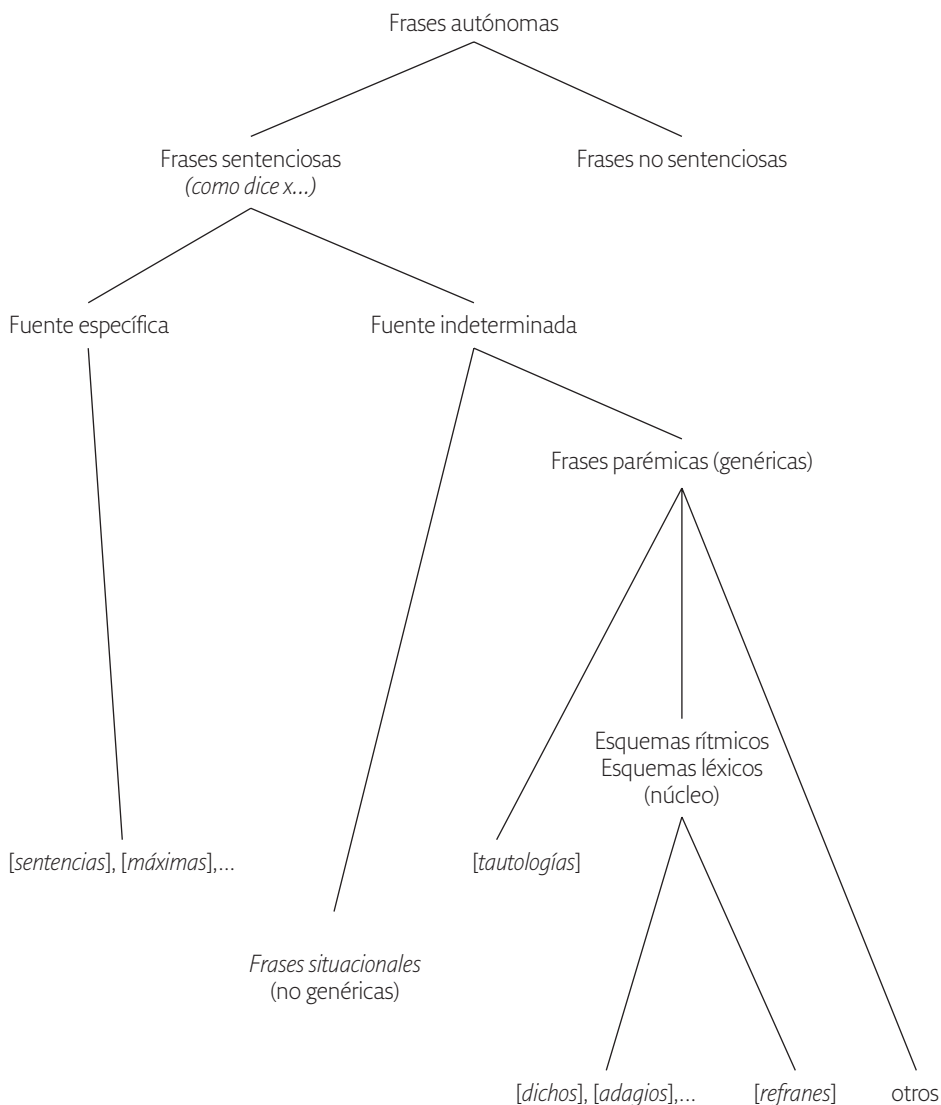 Frases autónomas
Frases sentenciosas
(como dice x...)
Frases no sentenciosas
Fuente específica
Fuente indeterminada
Frases parémicas (genéricas)
Esquemas rítmicos
Esquemas léxicos
(núcleo)
[sentencias], [máximas],...
[tautologías]
Frases situacionales
(no genéricas)
[dichos], [adagios],...
[refranes]
otros